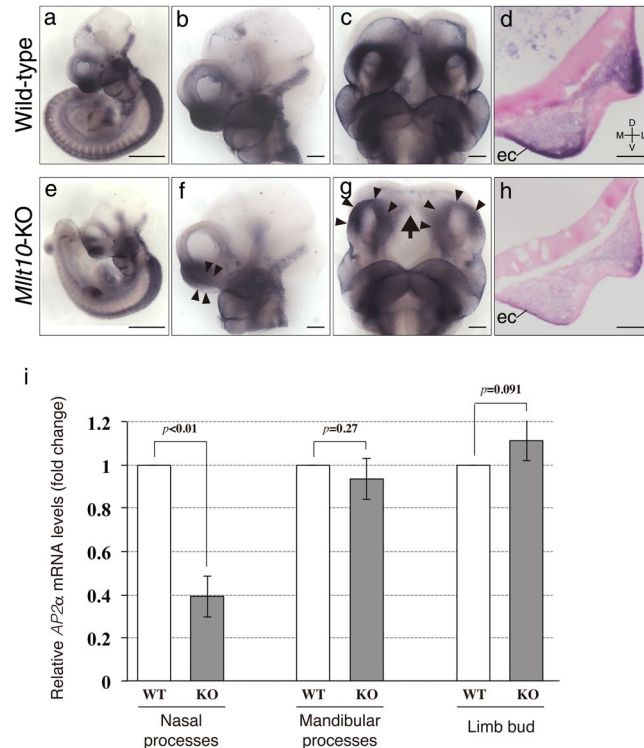 a
b
c
d
Wild-type
D
M L
V
ec
e
f
g
h
Mllt10-KO
ec
i
Relative AP2α mRNA levels (fold change)
1.2
1
0.8
0.6
0.4
0.2
0
p<0.01
p=0.27
p=0.091
WT KO WT KO WT KO
Nasal processes
Mandibular processes
Limb bud